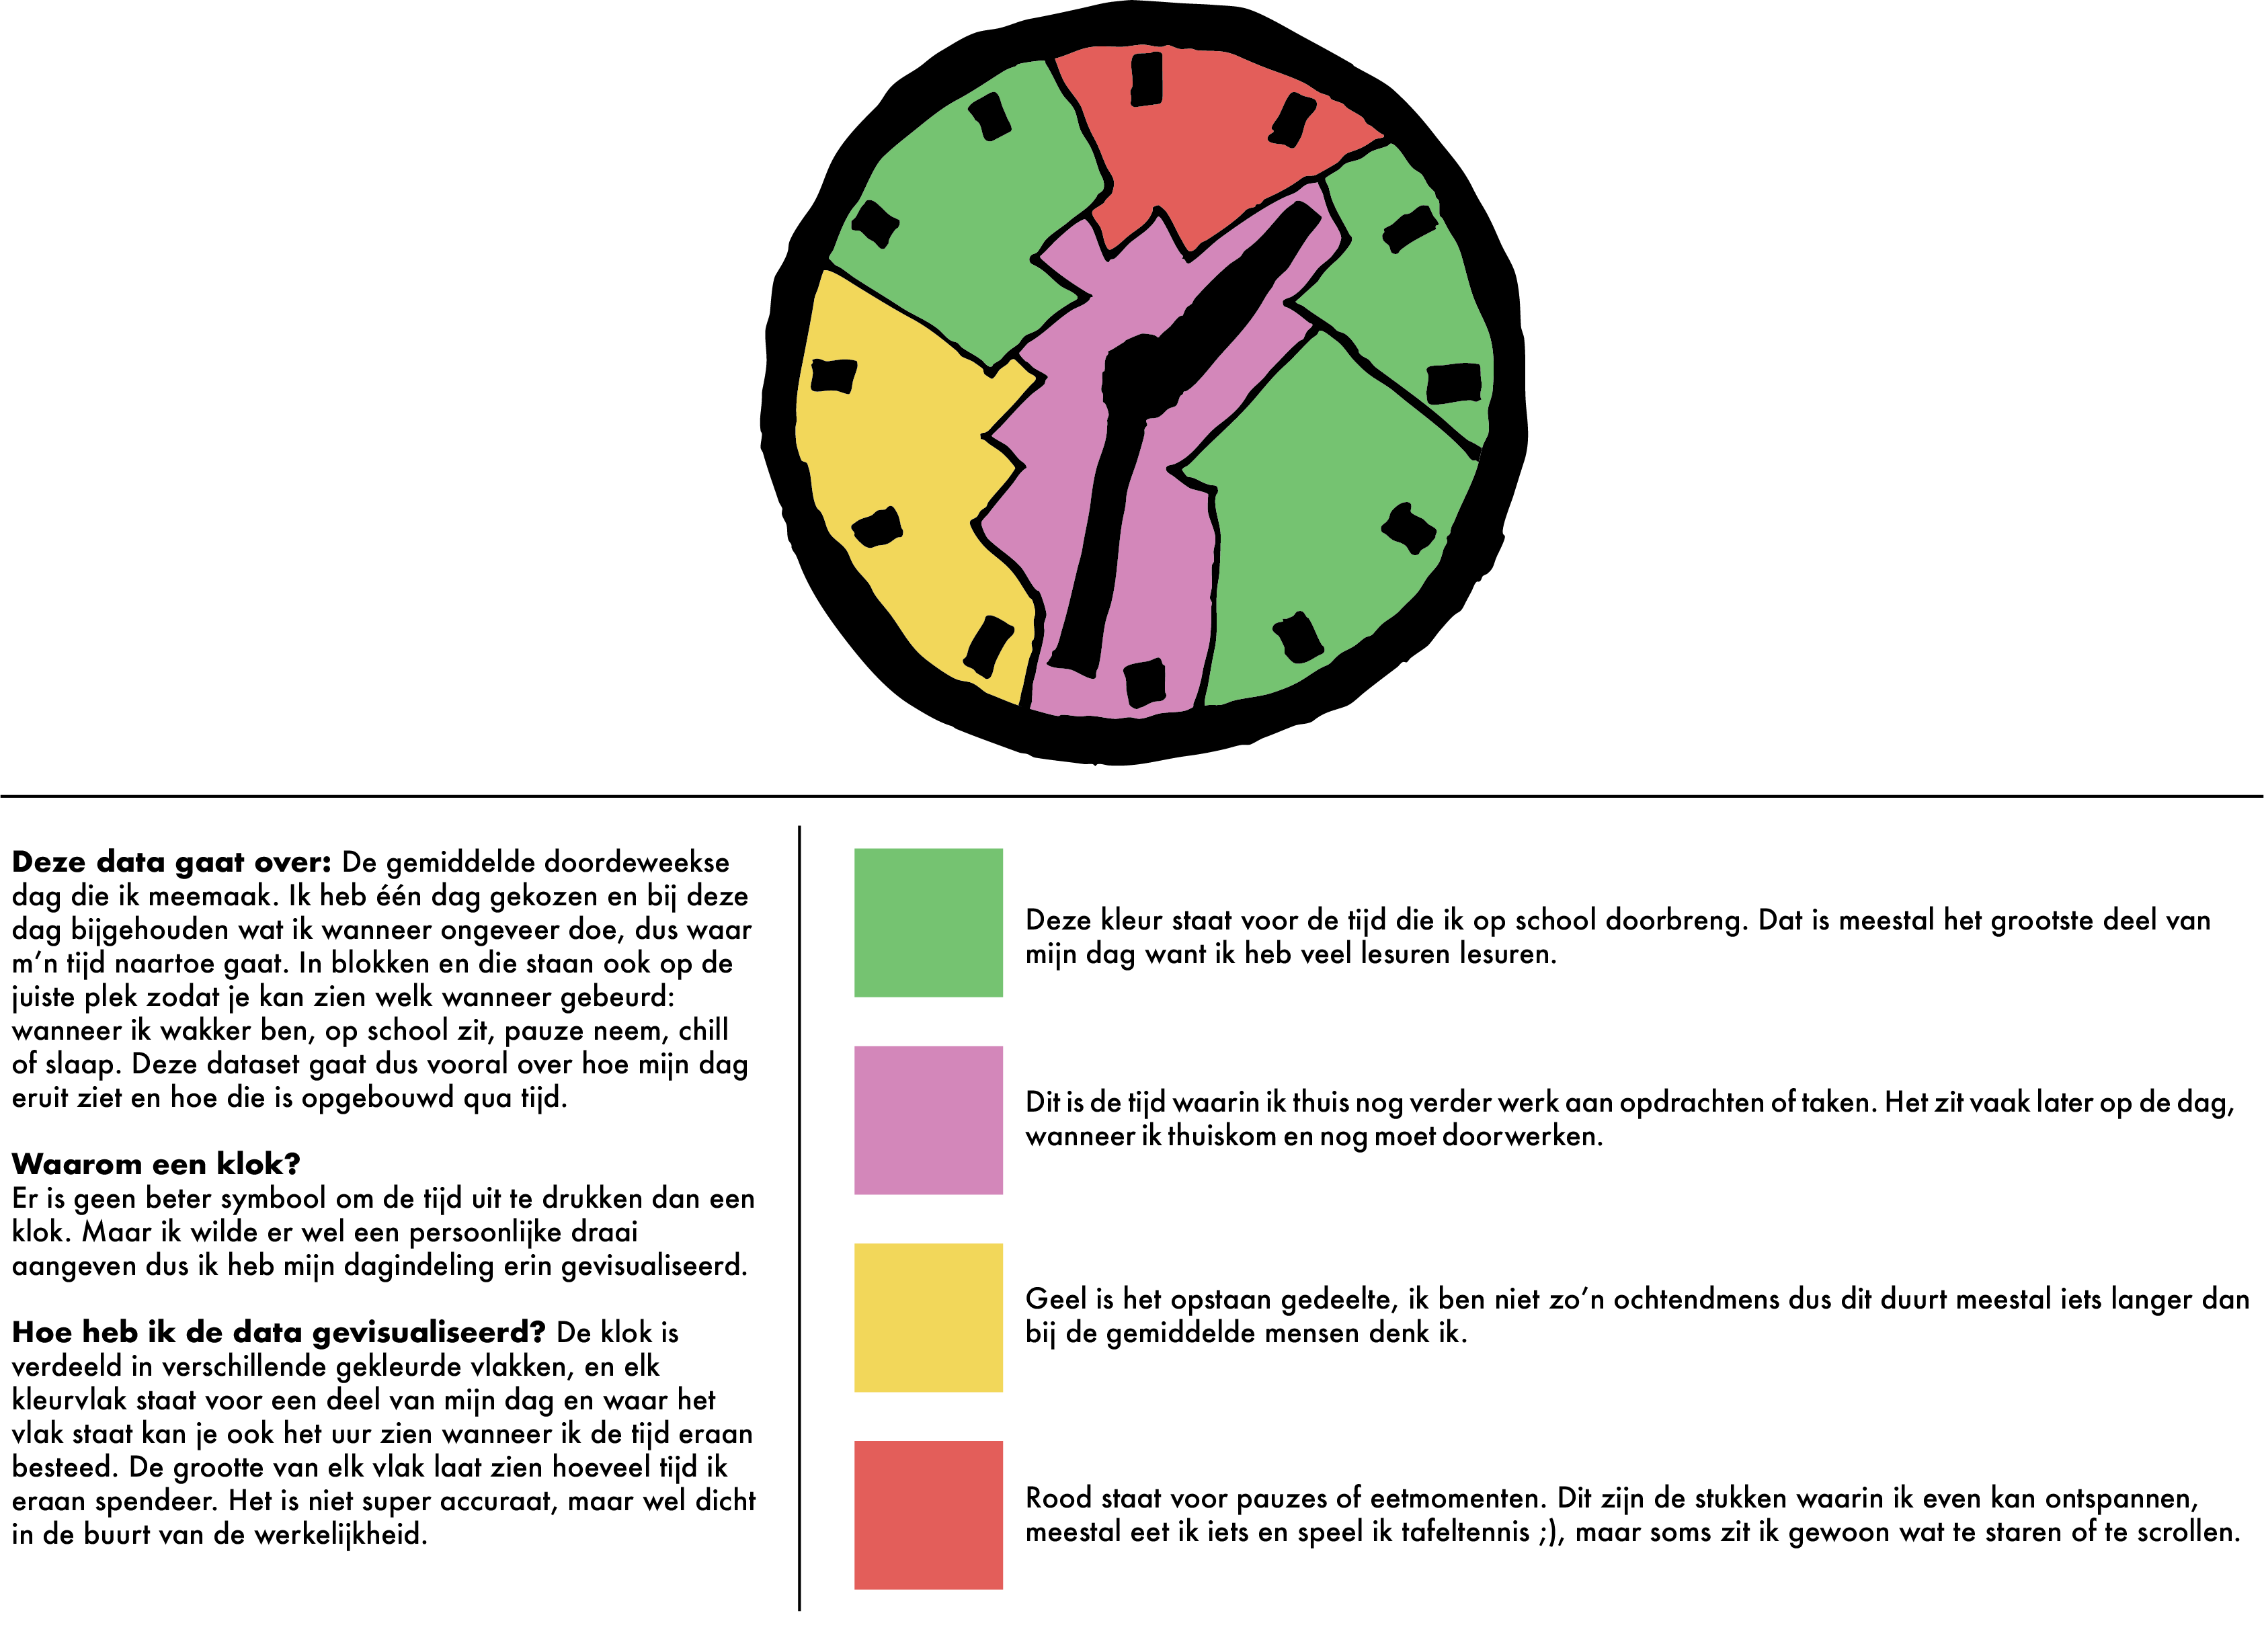 Deze data gaat over: De gemiddelde doordeweekse
dag die ik meemaak. Ik heb één dag gekozen en bij deze
dag bijgehouden wat ik wanneer ongeveer doe, dus waar
m’n tijd naartoe gaat. In blokken en die staan ook op de
juiste plek zodat je kan zien welk wanneer gebeurd:
wanneer ik wakker ben, op school zit, pauze neem, chill
of slaap. Deze dataset gaat dus vooral over hoe mijn dag
eruit ziet en hoe die is opgebouwd qua tijd.
Waarom een klok?
Er is geen beter symbool om de tijd uit te drukken dan een
klok. Maar ik wilde er wel een persoonlijke draai
aangeven dus ik heb mijn dagindeling erin gevisualiseerd.
Hoe heb ik de data gevisualiseerd? De klok is
verdeeld in verschillende gekleurde vlakken, en elk
kleurvlak staat voor een deel van mijn dag en waar het
vlak staat kan je ook het uur zien wanneer ik de tijd eraan
besteed. De grootte van elk vlak laat zien hoeveel tijd ik
eraan spendeer. Het is niet super accuraat, maar wel dicht
in de buurt van de werkelijkheid.
Deze kleur staat voor de tijd die ik op school doorbreng. Dat is meestal het grootste deel van
mijn dag want ik heb veel lesuren lesuren.
Dit is de tijd waarin ik thuis nog verder werk aan opdrachten of taken. Het zit vaak later op de dag,
wanneer ik thuiskom en nog moet doorwerken.
Geel is het opstaan gedeelte, ik ben niet zo’n ochtendmens dus dit duurt meestal iets langer dan
bij de gemiddelde mensen denk ik.
Rood staat voor pauzes of eetmomenten. Dit zijn de stukken waarin ik even kan ontspannen,
meestal eet ik iets en speel ik tafeltennis ;), maar soms zit ik gewoon wat te staren of te scrollen.